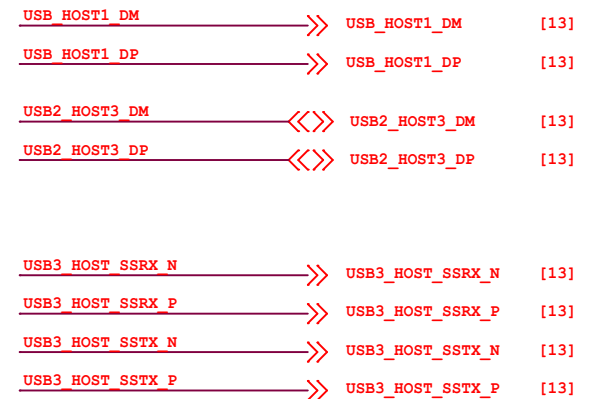 USB_HOST1_DM USB_HOST1_DM [13]
USB_HOST1_DP USB_HOST1_DP [13]
USB2_HOST3_DM USB2_HOST3_DM [13]
USB2_HOST3_DP USB2_HOST3_DP [13]
USB3_HOST_SSRX_N USB3_HOST_SSRX_N [13]
USB3_HOST_SSRX_P USB3_HOST_SSRX_P [13]
USB3_HOST_SSTX_N USB3_HOST_SSTX_N [13]
USB3_HOST_SSTX_P USB3_HOST_SSTX_P [13]